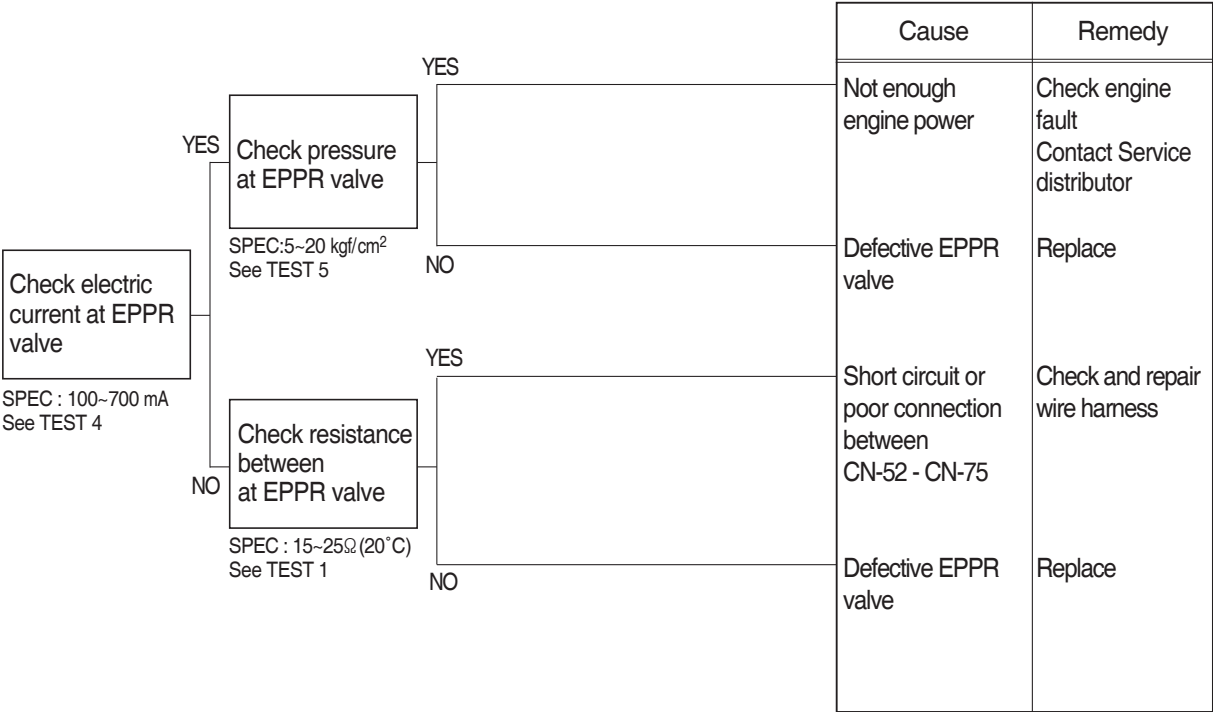 Cause
Remedy
YES
Not enough
engine power
Check engine
fault
Contact Service
distributor
YES
Check pressure
at EPPR valve
SPEC:5~20 kgf/cm²
See TEST 5
NO
Defective EPPR
valve
Replace
Check electric
current at EPPR
valve
SPEC : 100~700 mA
See TEST 4
YES
Short circuit or
poor connection
between
CN-52 - CN-75
Check and repair
wire harness
NO
Check resistance
between
at EPPR valve
SPEC : 15~25Ω (20˚C)
See TEST 1
NO
Defective EPPR
valve
Replace